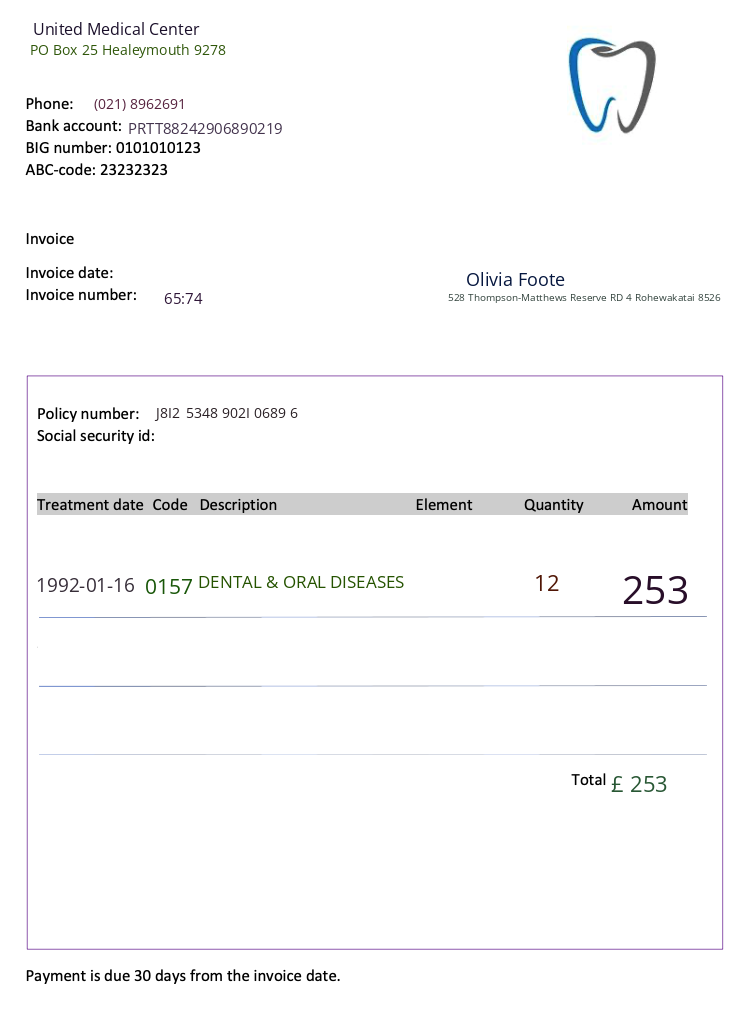 United Medical Center
PO Box 25 Healeymouth 9278
Phone: (021) 8962691
Bank account: PRTT88242906890219
BIG number: 0101010123
ABC-code: 23232323
Invoice
Invoice date:
Invoice number: 65:74
Olivia Foote
528 Thompson-Matthews Reserve RD 4 Rohewakatai 8526
Policy number: J8I2 5348 902I 0689 6
Social security id:
Treatment date Code Description Element Quantity Amount
1992-01-16 0157 DENTAL & ORAL DISEASES 12 253
Total £ 253
Payment is due 30 days from the invoice date.